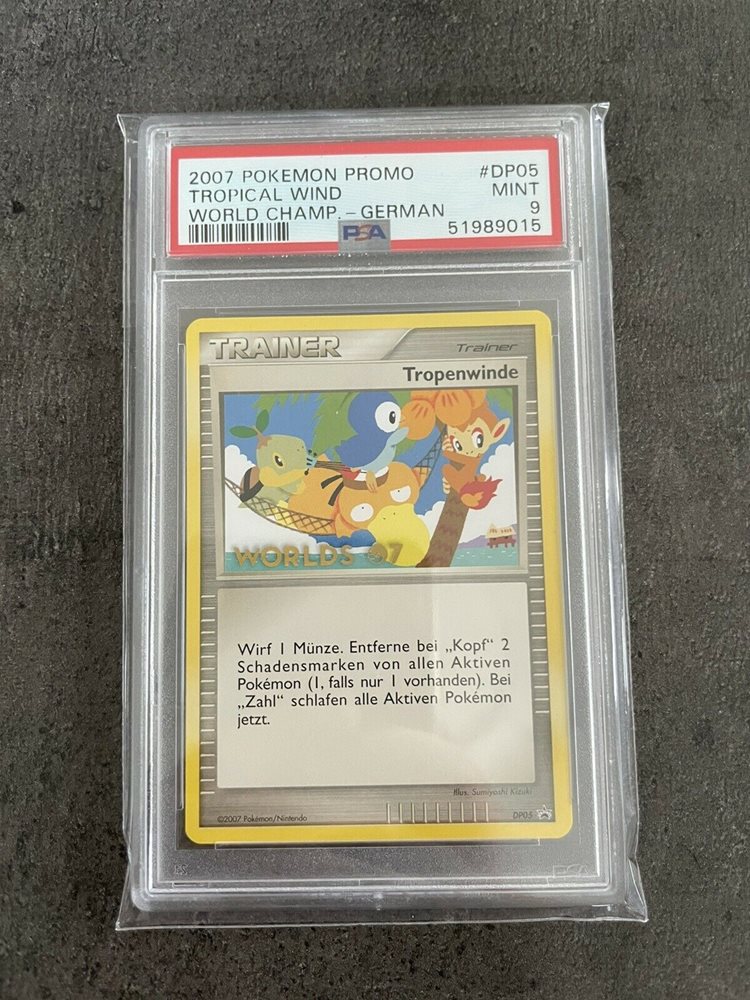 2007 POKEMON PROMO #DP05
TROPICAL WIND MINT
WORLD CHAMP. - GERMAN 9
PSA 51989015
TRAINER Trainer
Tropenwinde
WORLDS 07
Wirf 1 Münze. Entferne bei „Kopf“ 2
Schadensmarken von allen Aktiven
Pokémon (1, falls nur 1 vorhanden). Bei
„Zahl“ schlafen alle Aktiven Pokémon
jetzt.
Illus. Sumiyoshi Kizuki
©2007 Pokémon/Nintendo DP05
PSA